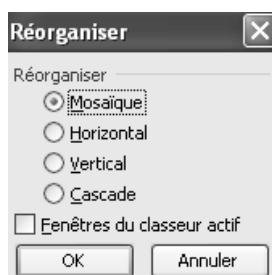 Réorganiser
Réorganiser
Mosaïque
Horizontal
Vertical
Cascade
Fenêtres du classeur actif
OK Annuler